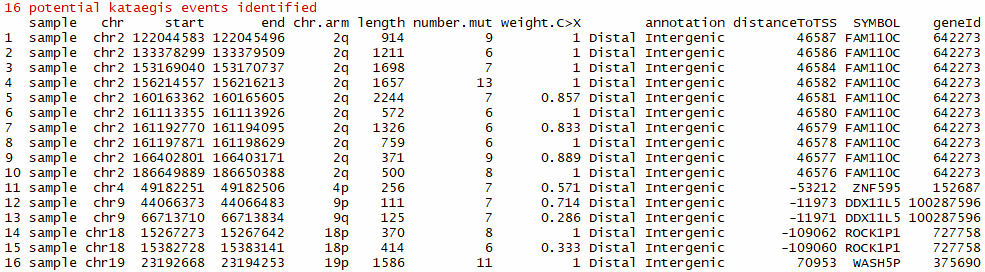 16 potential kataegis events identified
sample chr start end chr.arm length number.mut weight.C>X annotation distanceToTSS SYMBOL geneId
1 sample chr2 122044583 122045496 2q 914 9 1 Distal Intergenic 46587 FAM110C 642273
2 sample chr2 133378299 133379509 2q 1211 6 1 Distal Intergenic 46586 FAM110C 642273
3 sample chr2 153169040 153170737 2q 1698 7 1 Distal Intergenic 46584 FAM110C 642273
4 sample chr2 156214557 156216213 2q 1657 13 1 Distal Intergenic 46582 FAM110C 642273
5 sample chr2 160163362 160165605 2q 2244 7 0.857 Distal Intergenic 46581 FAM110C 642273
6 sample chr2 161113355 161113926 2q 572 6 1 Distal Intergenic 46580 FAM110C 642273
7 sample chr2 161192770 161194095 2q 1326 6 0.833 Distal Intergenic 46579 FAM110C 642273
8 sample chr2 161197871 161198629 2q 759 6 1 Distal Intergenic 46578 FAM110C 642273
9 sample chr2 166402801 166403171 2q 371 9 0.889 Distal Intergenic 46577 FAM110C 642273
10 sample chr2 186649889 186650388 2q 500 8 1 Distal Intergenic 46576 FAM110C 642273
11 sample chr4 49182251 49182506 4p 256 7 0.571 Distal Intergenic -53212 ZNF595 152687
12 sample chr9 44066373 44066483 9p 111 7 0.714 Distal Intergenic -11973 DDX11L5 100287596
13 sample chr9 66713710 66713834 9q 125 7 0.286 Distal Intergenic -11971 DDX11L5 100287596
14 sample chr18 15267273 15267642 18p 370 8 1 Distal Intergenic -109062 ROCK1P1 727758
15 sample chr18 15382728 15383141 18p 414 6 0.333 Distal Intergenic -109060 ROCK1P1 727758
16 sample chr19 23192668 23194253 19p 1586 11 1 Distal Intergenic 70953 WASH5P 375690